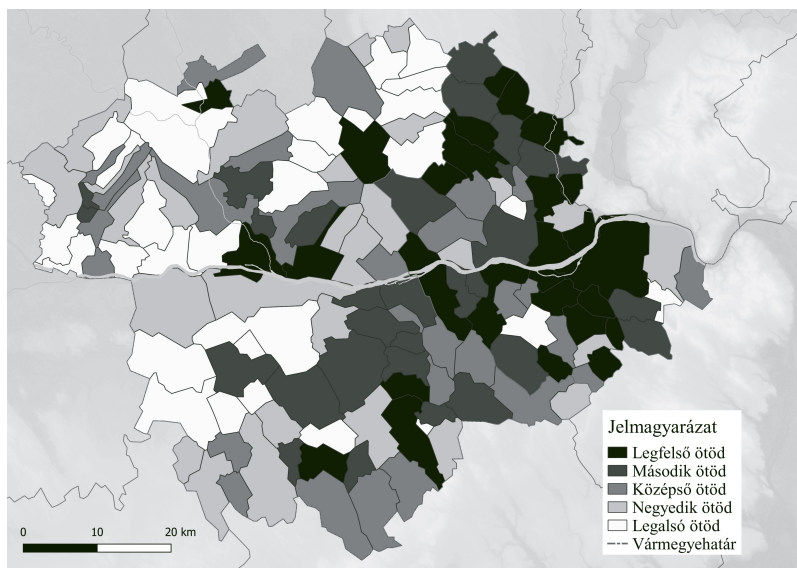 Jelmagyarázat
Legfelső ötöd
Második ötöd
Középső ötöd
Negyedik ötöd
Legalsó ötöd
Vármegyehatár
0 10 20 km